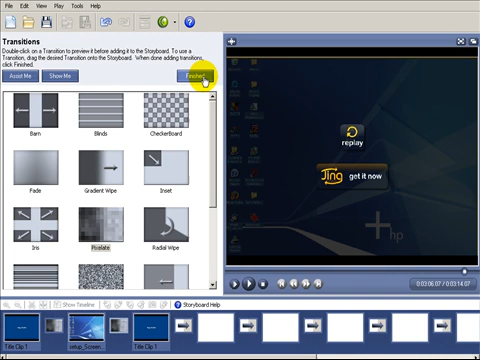 File Edit View Play Tools Help
Transitions
Double-click on a Transition to preview it before adding it to the Storyboard. To use a
Transition, drag the desired Transition onto the Storyboard. When done adding transitions,
click Finished.
Assist Me Show Me Finished
Barn Blinds CheckerBoard
Fade Gradient Wipe Inset
Iris Pixelate Radial Wipe
replay
Jing get it now
hp
0:03:06.07 / 0:03:14.07
Show Timeline Storyboard Help
Title Clip 1 setup_Screen... Title Clip 1